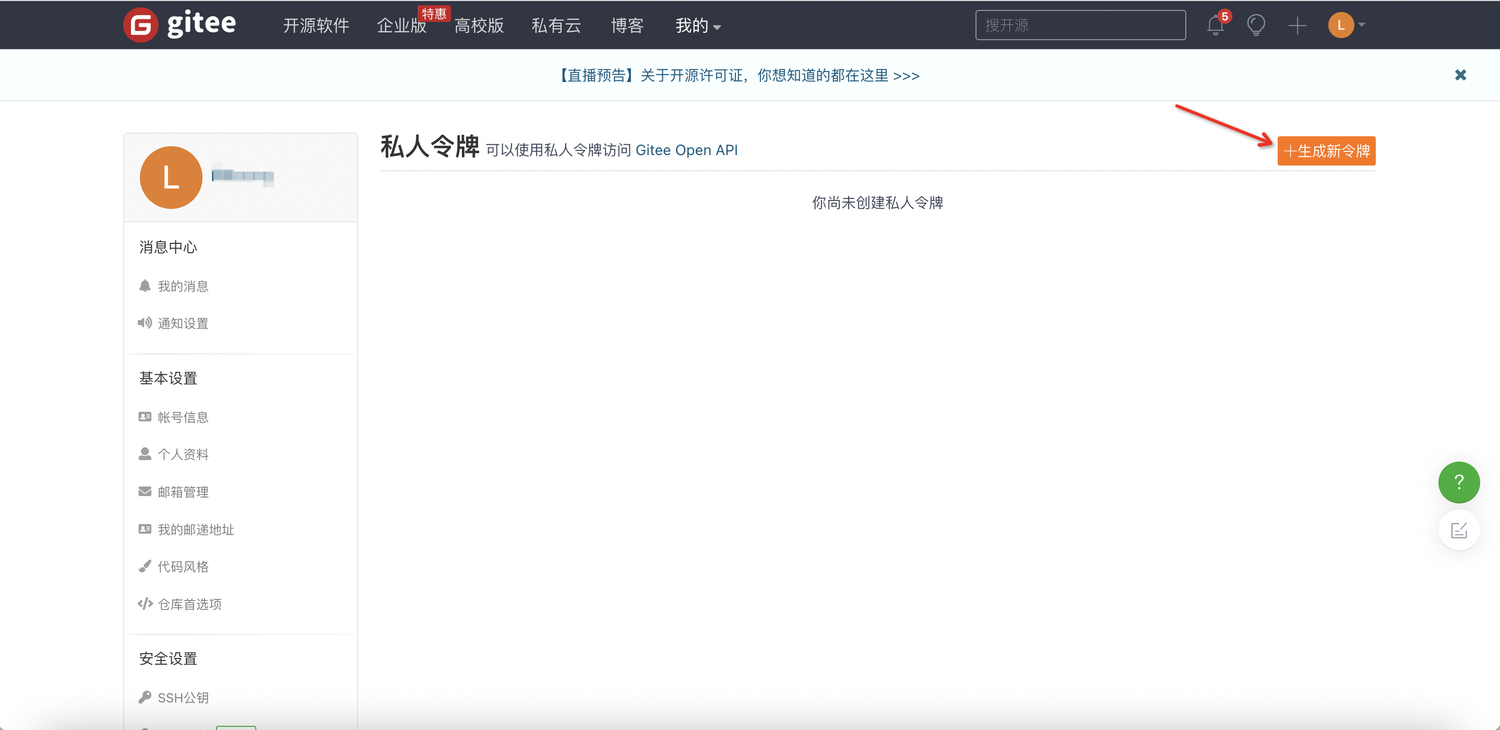 gitee
开源软件 企业版 特惠 高校版 私有云 博客 我的 搜开源 5 L
【直播预告】关于开源许可证，你想知道的都在这里 >>>
L
私人令牌 可以使用私人令牌访问 Gitee Open API
+生成新令牌
你尚未创建私人令牌
消息中心
我的消息
通知设置
基本设置
帐号信息
个人资料
邮箱管理
我的邮递地址
代码风格
仓库首选项
安全设置
SSH公钥
?